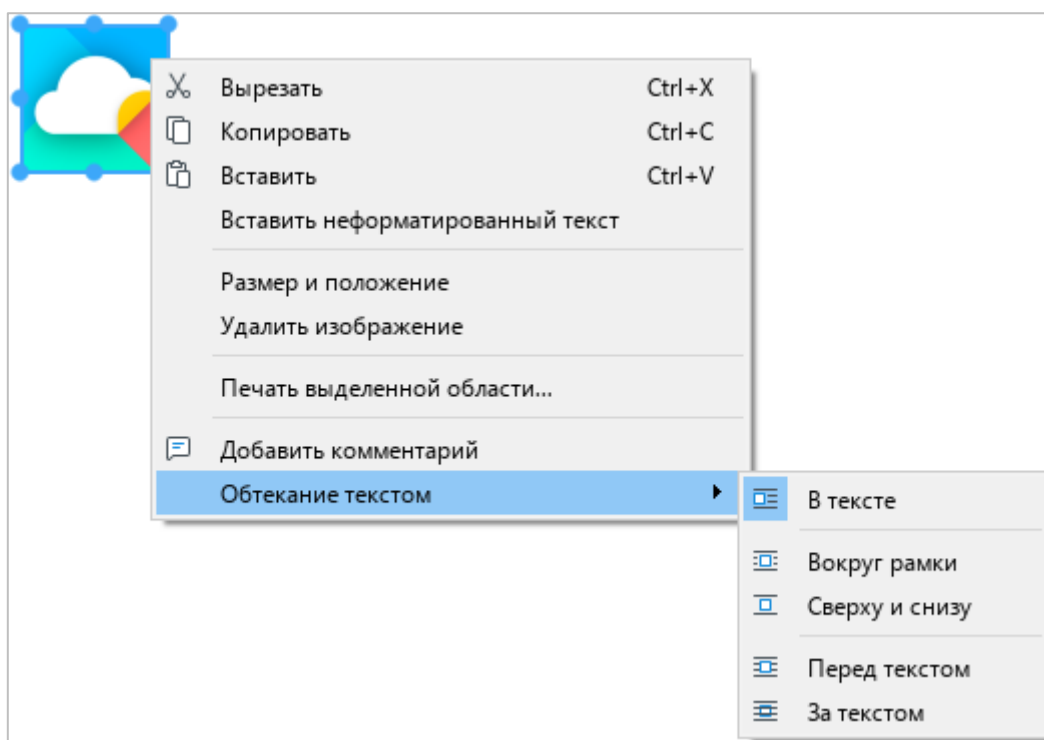 Вырезать Ctrl+X
Копировать Ctrl+C
Вставить Ctrl+V
Вставить неформатированный текст
Размер и положение
Удалить изображение
Печать выделенной области...
Добавить комментарий
Обтекание текстом
В тексте
Вокруг рамки
Сверху и снизу
Перед текстом
За текстом